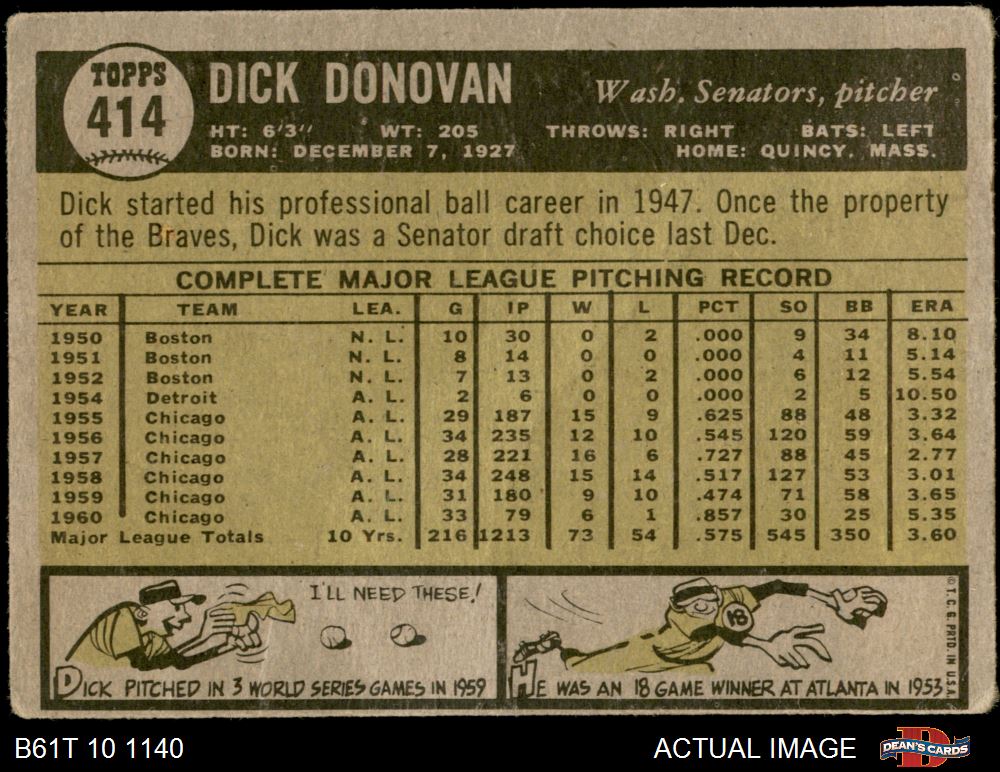 TOPPS
414
DICK DONOVAN
Wash. Senators, pitcher
HT: 6'3" WT: 205 THROWS: RIGHT BATS: LEFT
BORN: DECEMBER 7, 1927 HOME: QUINCY, MASS.
Dick started his professional ball career in 1947. Once the property
of the Braves, Dick was a Senator draft choice last Dec.
COMPLETE MAJOR LEAGUE PITCHING RECORD
YEAR TEAM LEA. G IP W L PCT SO BB ERA
1950 Boston N. L. 10 30 0 2 .000 9 34 8.10
1951 Boston N. L. 8 14 0 0 .000 4 11 5.14
1952 Boston N. L. 7 13 0 2 .000 6 12 5.54
1954 Detroit A. L. 2 6 0 0 .000 2 5 10.50
1955 Chicago A. L. 29 187 15 9 .625 88 48 3.32
1956 Chicago A. L. 34 235 12 10 .545 120 59 3.64
1957 Chicago A. L. 28 221 16 6 .727 88 45 2.77
1958 Chicago A. L. 34 248 15 14 .517 127 53 3.01
1959 Chicago A. L. 31 180 9 10 .474 71 58 3.65
1960 Chicago A. L. 33 79 6 1 .857 30 25 5.35
Major League Totals 10 Yrs. 216 1213 73 54 .575 545 350 3.60
I'LL NEED THESE!
DICK PITCHED IN 3 WORLD SERIES GAMES IN 1959
18
HE WAS AN 18 GAME WINNER AT ATLANTA IN 1953
© T.C.G. PRTD. IN U.S.A.
B61T 10 1140
ACTUAL IMAGE
DEAN'S CARDS